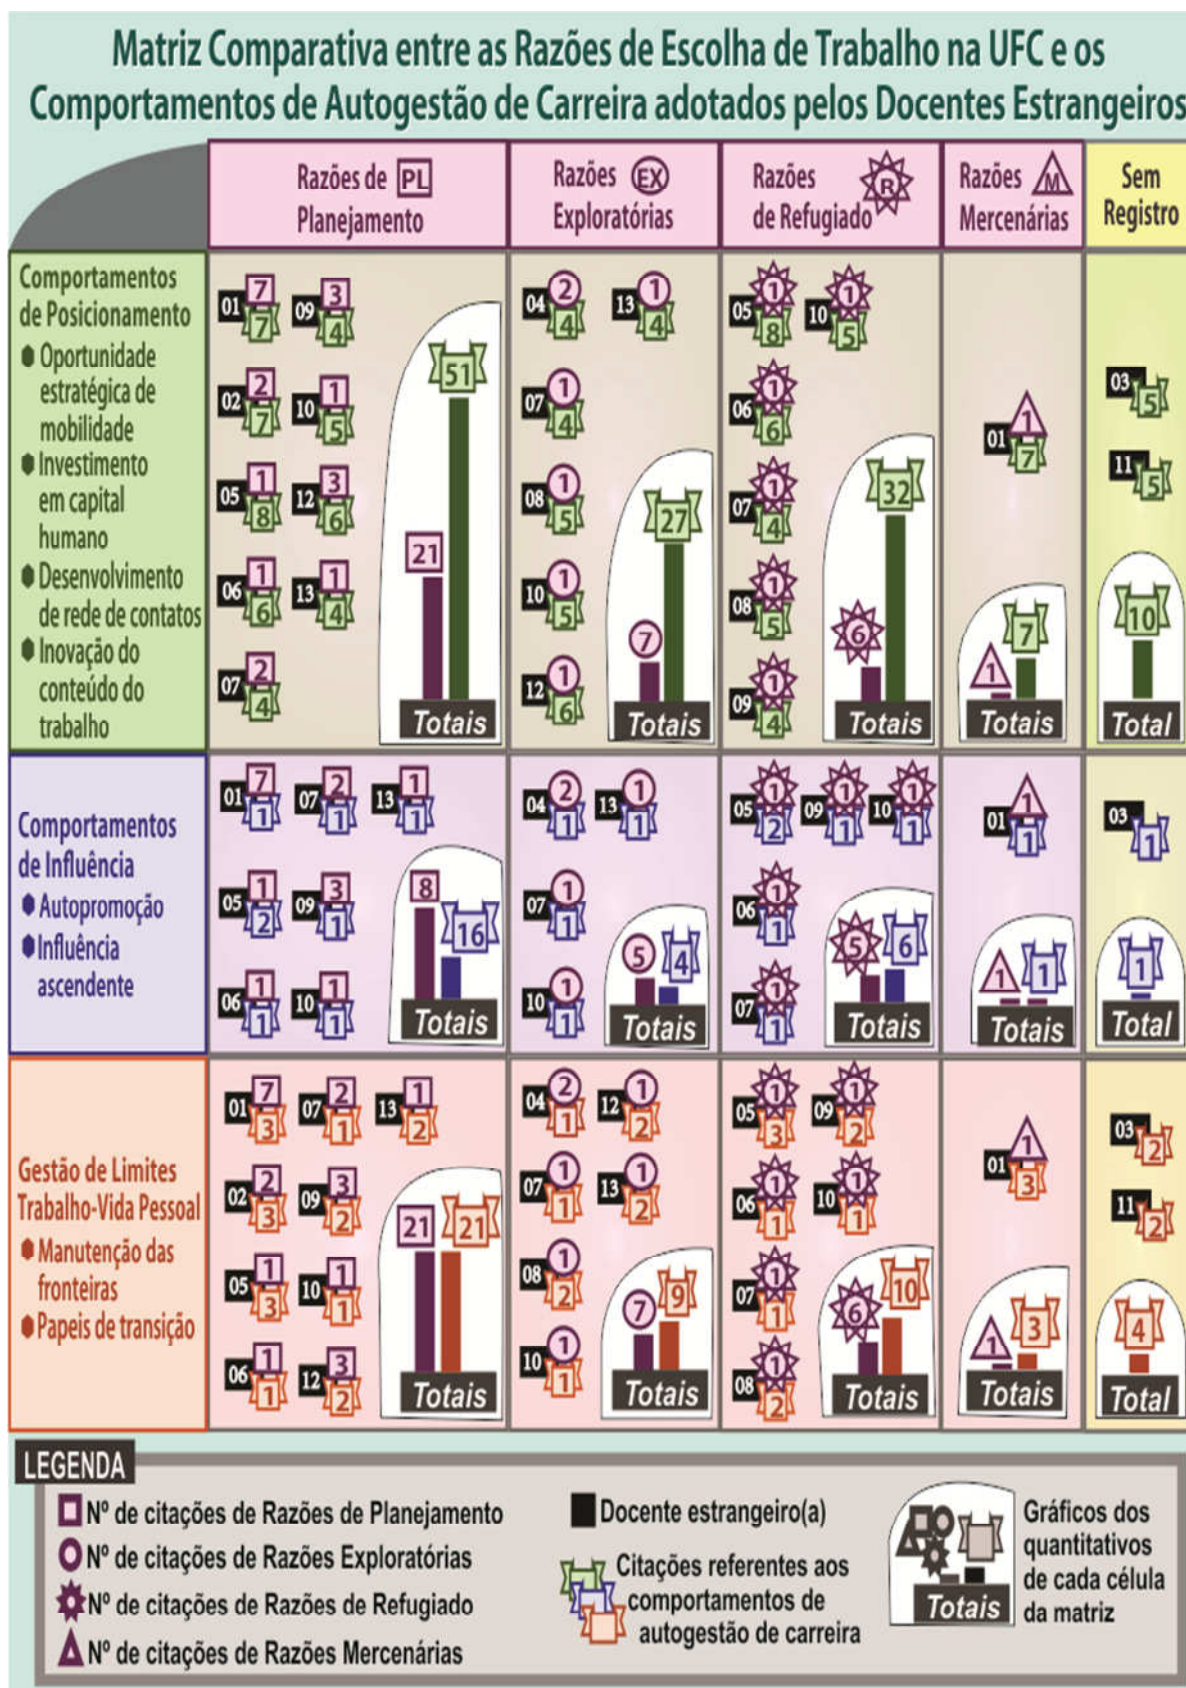 Matriz Comparativa entre as Razões de Escolha de Trabalho na UFC e os
Comportamentos de Autogestão de Carreira adotados pelos Docentes Estrangeiros
Razões de PL
Planejamento
Razões EX
Exploratórias
Razões
de Refugiado R
Razões M
Mercenárias
Sem
Registro
Comportamentos
de Posicionamento
Oportunidade
estratégica de
mobilidade
Investimento
em capital
humano
Desenvolvimento
de rede de contatos
Inovação do
conteúdo do
trabalho
01 7 7
09 3 4
02 2 7
10 1 5
05 1 8
12 3 6
06 1 6
13 1 4
07 2 4
21 51
Totais
04 2 4
13 1 4
07 1 4
08 1 5
10 1 5
12 1 6
7 27
Totais
05 1 8
10 1 5
06 1 6
07 1 4
08 1 5
09 1 4
6 32
Totais
01 1 7
1 7
Totais
03 5
11 5
10
Total
Comportamentos
de Influência
Autopromoção
Influência
ascendente
01 7 1
07 2 1
13 1 1
05 1 2
09 3 1
06 1 1
10 1 1
8 16
Totais
04 2 1
13 1 1
07 1 1
10 1 1
5 4
Totais
05 1 2
09 1 1
10 1 1
06 1 1
07 1 1
5 6
Totais
01 1 1
1 1
Totais
03 1
1
Total
Gestão de Limites
Trabalho-Vida Pessoal
Manutenção das
fronteiras
Papeis de transição
01 7 3
07 2 1
13 1 2
02 2 3
09 3 2
05 1 3
10 1 1
06 1 1
12 3 2
21 21
Totais
04 2 1
12 1 2
07 1 1
13 1 2
08 1 2
10 1 1
7 9
Totais
05 1 3
09 1 2
06 1 1
10 1 1
07 1 1
08 1 2
6 10
Totais
01 1 3
1 3
Totais
03 2
11 2
4
Total
LEGENDA
Nº de citações de Razões de Planejamento
Nº de citações de Razões Exploratórias
Nº de citações de Razões de Refugiado
Nº de citações de Razões Mercenárias
Docente estrangeiro(a)
Citações referentes aos
comportamentos de
autogestão de carreira
Totais
Gráficos dos
quantitativos
de cada célula
da matriz